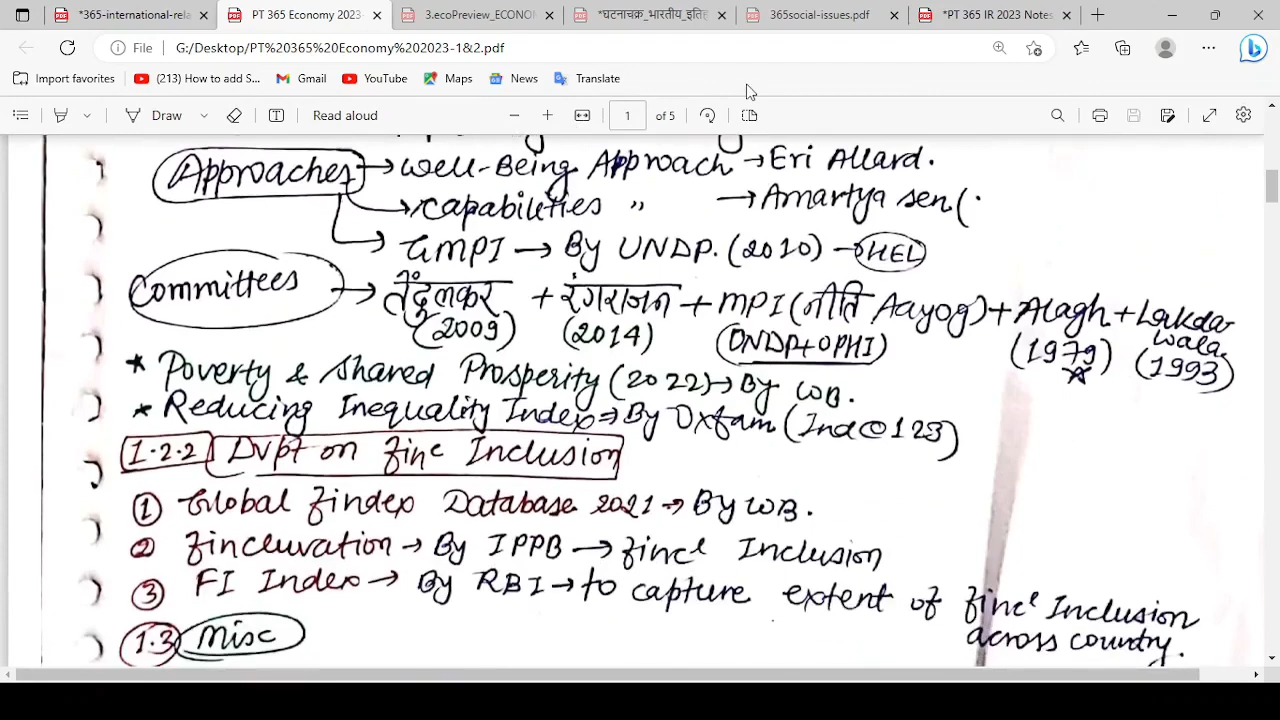 *365-international-rela
PT 365 Economy 2023-
3.ecoPreview_ECONO
*घटनाचक्र_भारतीय_इतिह
365social-issues.pdf
*PT 365 IR 2023 Notes
File G:/Desktop/PT%20365%20Economy%202023-1&2.pdf
Import favorites (213) How to add S... Gmail YouTube Maps News Translate
Draw Read aloud 1 of 5
Approaches → Well-Being Approach → Eri Allard.
→ Capabilities " → Amartya sen (
→ GMPI → By UNDP. (2010) → HEL
Committees → तेंदुलकर + रंगराजन + MPI (नीति Aayog) + Alagh + Lakda-
wala
(2009) (2014) (UNDP+OPHI) (1979) (1993)
* Poverty & Shared Prosperity (2022) → By WB.
* Reducing Inequality Index ⇒ By Oxfam (Ind@123)
1.2.2 Dvpt on finc Inclusion
① Global findex Database 2021 → By WB.
② fincluvation → By IPPB → fincl Inclusion
③ FI Index → By RBI → to capture extent of fincl Inclusion
across country.
1.3 Misc